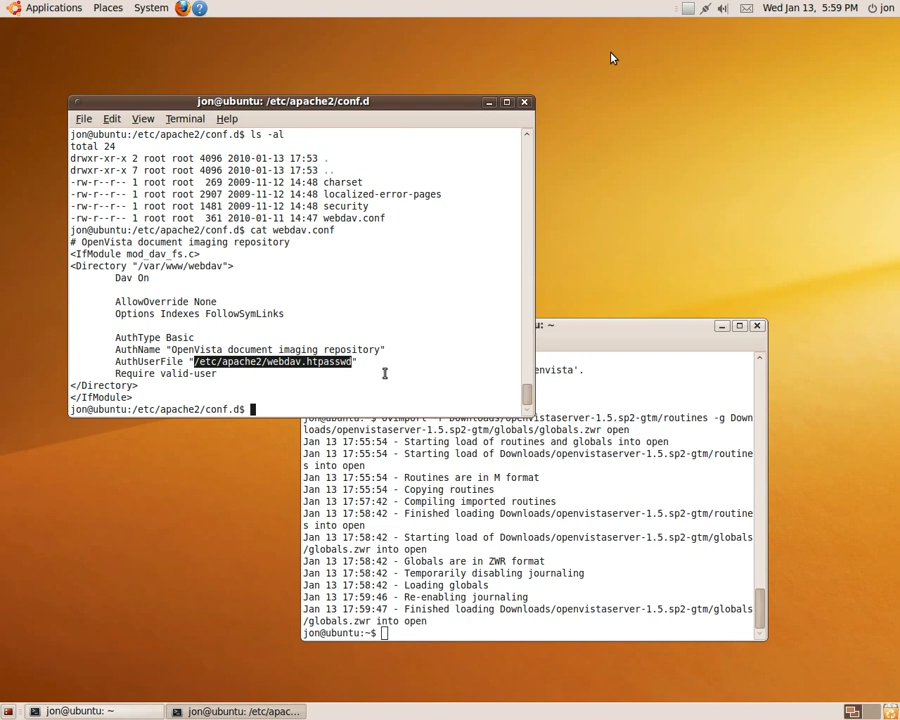 Applications Places System
Wed Jan 13, 5:59 PM jon
jon@ubuntu: /etc/apache2/conf.d
File Edit View Terminal Help
jon@ubuntu:/etc/apache2/conf.d$ ls -al
total 24
drwxr-xr-x 2 root root 4096 2010-01-13 17:53 .
drwxr-xr-x 7 root root 4096 2010-01-13 17:53 ..
-rw-r--r-- 1 root root 269 2009-11-12 14:48 charset
-rw-r--r-- 1 root root 2907 2009-11-12 14:48 localized-error-pages
-rw-r--r-- 1 root root 1481 2009-11-12 14:48 security
-rw-r--r-- 1 root root 361 2010-01-11 14:47 webdav.conf
jon@ubuntu:/etc/apache2/conf.d$ cat webdav.conf
# OpenVista document imaging repository
<IfModule mod_dav_fs.c>
<Directory "/var/www/webdav">
Dav On
AllowOverride None
Options Indexes FollowSymLinks
AuthType Basic
AuthName "OpenVista document imaging repository"
AuthUserFile "/etc/apache2/webdav.htpasswd"
Require valid-user
</Directory>
</IfModule>
jon@ubuntu:/etc/apache2/conf.d$
u: ~
envista'.
Downloads/openvistaserver-1.5.sp2-gtm/routines -g Down
loads/openvistaserver-1.5.sp2-gtm/globals/globals.zwr open
Jan 13 17:55:54 - Starting load of routines and globals into open
Jan 13 17:55:54 - Starting load of Downloads/openvistaserver-1.5.sp2-gtm/routine
s into open
Jan 13 17:55:54 - Routines are in M format
Jan 13 17:55:54 - Copying routines
Jan 13 17:57:42 - Compiling imported routines
Jan 13 17:58:42 - Finished loading Downloads/openvistaserver-1.5.sp2-gtm/routine
s into open
Jan 13 17:58:42 - Starting load of Downloads/openvistaserver-1.5.sp2-gtm/globals
/globals.zwr into open
Jan 13 17:58:42 - Globals are in ZWR format
Jan 13 17:58:42 - Temporarily disabling journaling
Jan 13 17:58:42 - Loading globals
Jan 13 17:59:46 - Re-enabling journaling
Jan 13 17:59:47 - Finished loading Downloads/openvistaserver-1.5.sp2-gtm/globals
/globals.zwr into open
jon@ubuntu:~$
jon@ubuntu: ~
jon@ubuntu: /etc/apac...